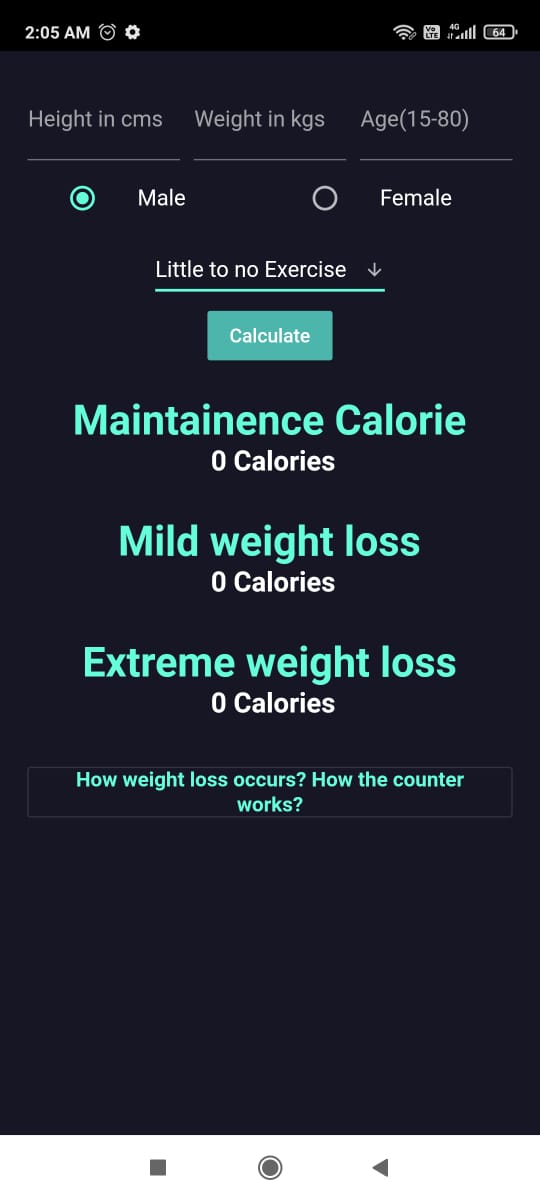 2:05 AM
Vo LTE 4G 64
Height in cms Weight in kgs Age(15-80)
Male Female
Little to no Exercise
Calculate
Maintainence Calorie
0 Calories
Mild weight loss
0 Calories
Extreme weight loss
0 Calories
How weight loss occurs? How the counter
works?